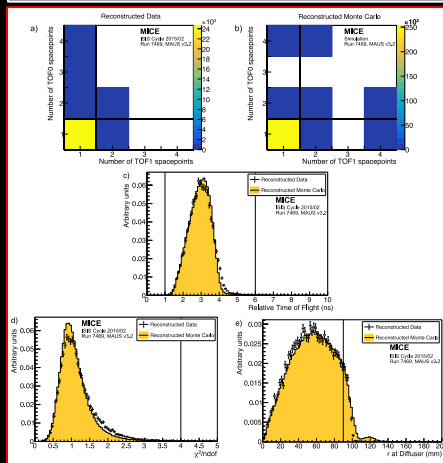 Reconstructed Data
Reconstructed Monte Carlo
a)
b)
×10³
×10³
Number of TOF0 spacepoints
4
3
2
1
MICE
ISIS Cycle 2015/02
Run 7469, MAUS v3.2
24
22
20
18
16
14
12
10
8
6
4
2
0
1 2 3 4
Number of TOF1 spacepoints
Number of TOF0 spacepoints
4
3
2
1
MICE
Simulation
Run 7469, MAUS v3.2
250
200
150
100
50
0
1 2 3 4
Number of TOF1 spacepoints
c)
Arbitrary units
0.06
0.05
0.04
0.03
0.02
0.01
0
Reconstructed Data
Reconstructed Monte Carlo
MICE
ISIS Cycle 2015/02
Run 7469, MAUS v3.2
0 1 2 3 4 5 6 7 8 9 10
Relative Time of Flight (ns)
d)
Arbitrary units
0.06
0.05
0.04
0.03
0.02
0.01
0
MICE
ISIS Cycle 2015/02
Run 7469, MAUS v3.2
Reconstructed Data
Reconstructed Monte Carlo
0 0.5 1 1.5 2 2.5 3 3.5 4 4.5 5
χ²/ndof
e)
Arbitrary units
0.03
0.025
0.02
0.015
0.01
0.005
0
Reconstructed Data
Reconstructed Monte Carlo
MICE
ISIS Cycle 2015/02
Run 7469, MAUS v3.2
0 20 40 60 80 100 120 140 160 180 200
r at Diffuser (mm)